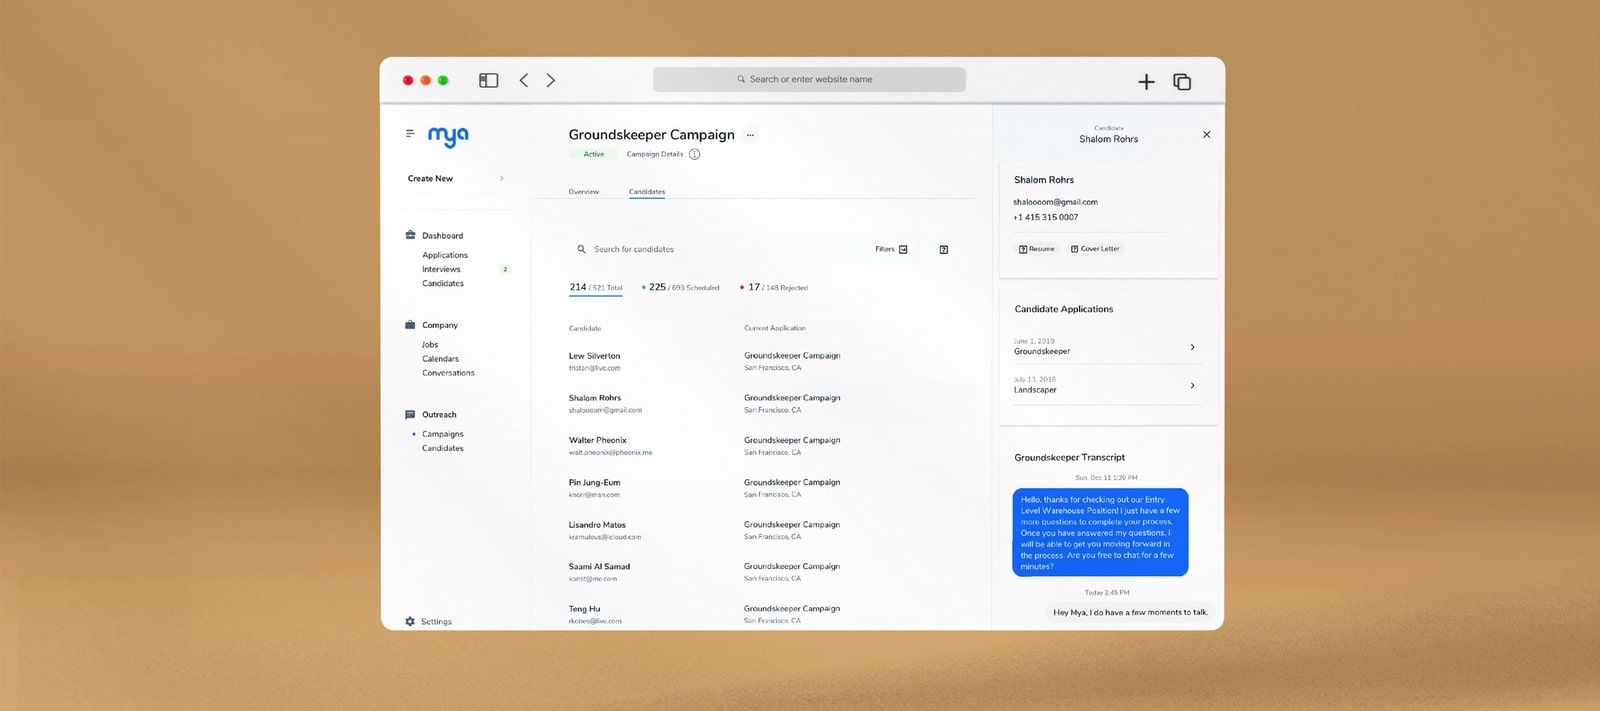 Search or enter website name
mya
Create New
Dashboard
Applications
Interviews 2
Candidates
Company
Jobs
Calendars
Conversations
Outreach
Campaigns
Candidates
Settings
Groundskeeper Campaign ...
Active Campaign Details
Overview Candidates
Search for candidates Filters
214 / 521 Total 225 / 693 Scheduled 17 / 148 Rejected
Candidate Current Application
Lew Silverton Groundskeeper Campaign
tristan@live.com San Francisco, CA
Shalom Rohrs Groundskeeper Campaign
shaloooom@gmail.com San Francisco, CA
Walter Pheonix Groundskeeper Campaign
walt.pheonix@pheonix.me San Francisco, CA
Pin Jung-Eum Groundskeeper Campaign
knorr@msn.com San Francisco, CA
Lisandro Matos Groundskeeper Campaign
kramulous@icloud.com San Francisco, CA
Saami Al Samad Groundskeeper Campaign
konst@me.com San Francisco, CA
Teng Hu Groundskeeper Campaign
rkobes@live.com San Francisco, CA
Candidate
Shalom Rohrs
Shalom Rohrs
shaloooom@gmail.com
+1 415 315 0007
Resume Cover Letter
Candidate Applications
June 1, 2019
Groundskeeper
July 13, 2018
Landscaper
Groundskeeper Transcript
Sun, Dec 11 1:20 PM
Hello, thanks for checking out our Entry
Level Warehouse Position! I just have a few
more questions to complete your process.
Once you have answered my questions, I
will be able to get you moving forward in
the process. Are you free to chat for a few
minutes?
Today 2:45 PM
Hey Mya, I do have a few moments to talk.